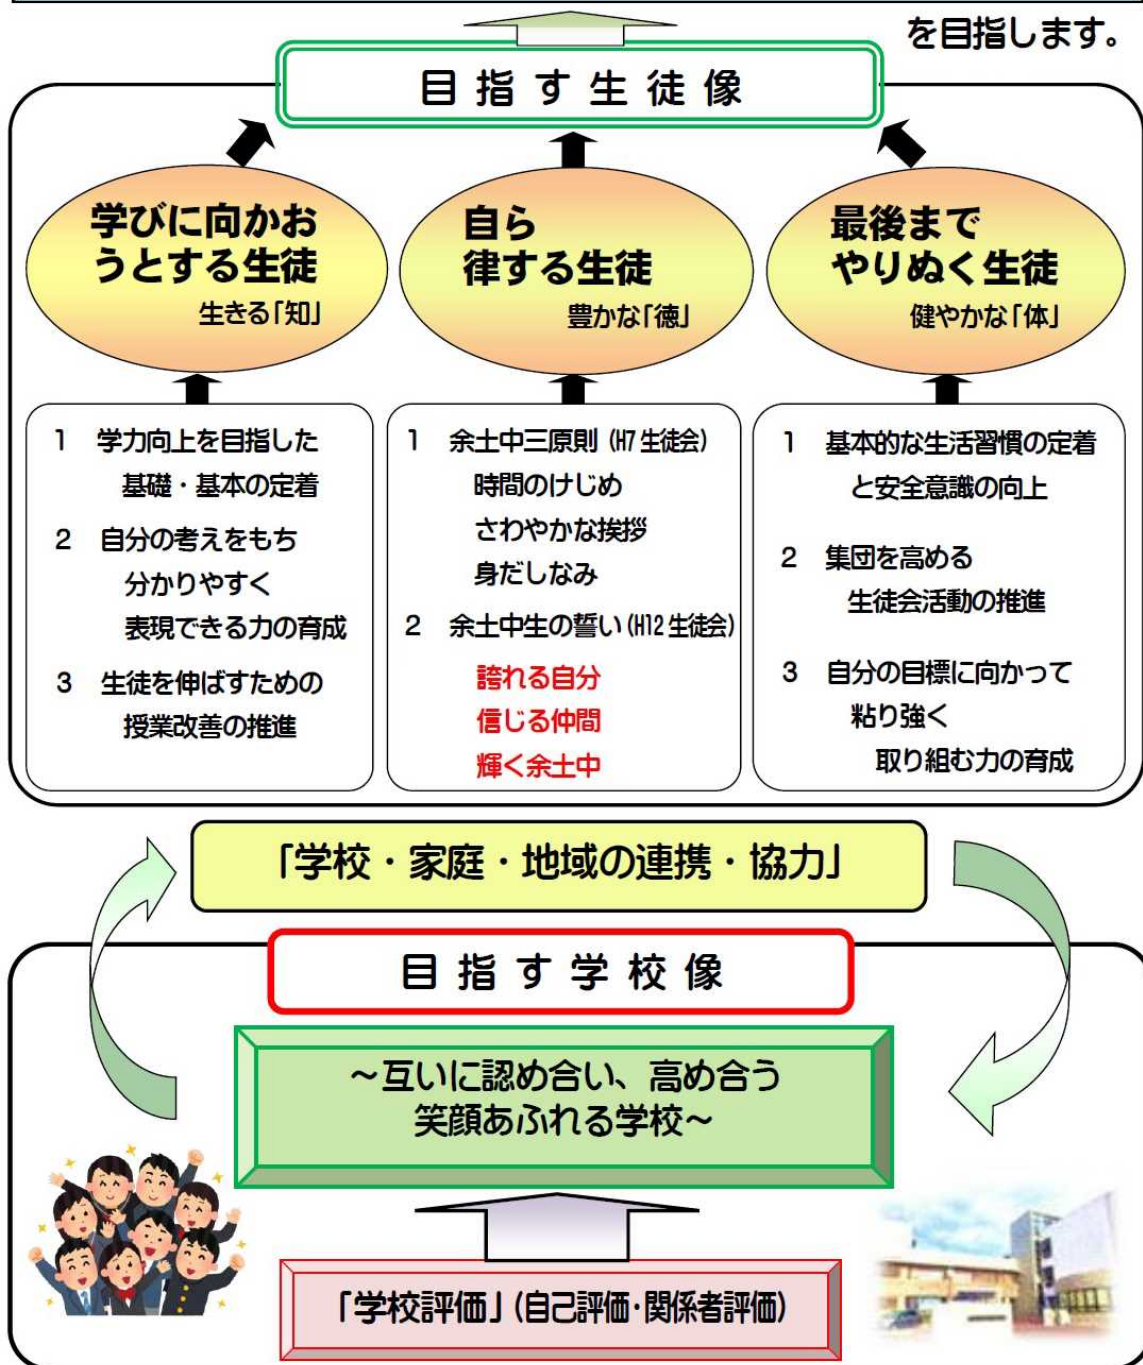 を目指します。
目指す生徒像
学びに向かお
うとする生徒
生きる「知」
自ら
律する生徒
豊かな「徳」
最後まで
やりぬく生徒
健やかな「体」
1 学力向上を目指した
基礎・基本の定着
2 自分の考えをもち
分かりやすく
表現できる力の育成
3 生徒を伸ばすための
授業改善の推進
1 余土中三原則(H7生徒会)
時間のけじめ
さわやかな挨拶
身だしなみ
2 余土中生の誓い(H12生徒会)
誇れる自分
信じる仲間
輝く余土中
1 基本的な生活習慣の定着
と安全意識の向上
2 集団を高める
生徒会活動の推進
3 自分の目標に向かって
粘り強く
取り組む力の育成
「学校・家庭・地域の連携・協力」
目指す学校像
~互いに認め合い、高め合う
笑顔あふれる学校~
「学校評価」(自己評価・関係者評価)